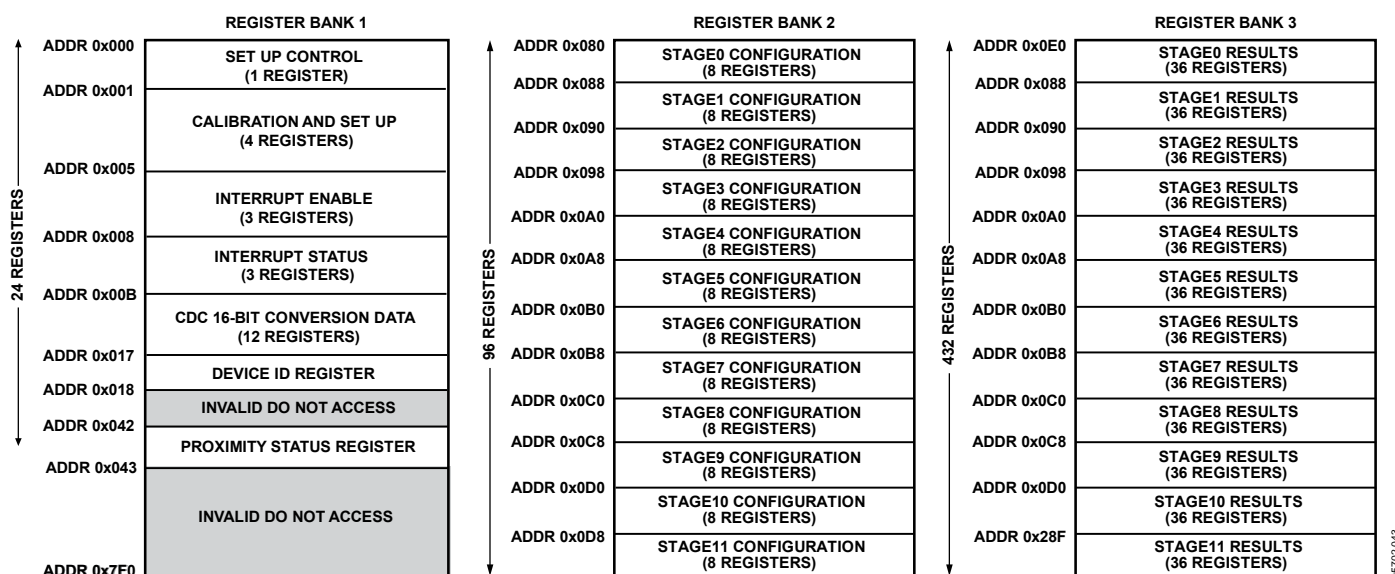 REGISTER BANK 1
ADDR 0x000
SET UP CONTROL
(1 REGISTER)
ADDR 0x001
CALIBRATION AND SET UP
(4 REGISTERS)
ADDR 0x005
INTERRUPT ENABLE
(3 REGISTERS)
ADDR 0x008
INTERRUPT STATUS
(3 REGISTERS)
ADDR 0x00B
CDC 16-BIT CONVERSION DATA
(12 REGISTERS)
ADDR 0x017
DEVICE ID REGISTER
ADDR 0x018
INVALID DO NOT ACCESS
ADDR 0x042
PROXIMITY STATUS REGISTER
ADDR 0x043
INVALID DO NOT ACCESS
ADDR 0x7F0
24 REGISTERS
REGISTER BANK 2
ADDR 0x080
STAGE0 CONFIGURATION
(8 REGISTERS)
ADDR 0x088
STAGE1 CONFIGURATION
(8 REGISTERS)
ADDR 0x090
STAGE2 CONFIGURATION
(8 REGISTERS)
ADDR 0x098
STAGE3 CONFIGURATION
(8 REGISTERS)
ADDR 0x0A0
STAGE4 CONFIGURATION
(8 REGISTERS)
ADDR 0x0A8
STAGE5 CONFIGURATION
(8 REGISTERS)
ADDR 0x0B0
STAGE6 CONFIGURATION
(8 REGISTERS)
ADDR 0x0B8
STAGE7 CONFIGURATION
(8 REGISTERS)
ADDR 0x0C0
STAGE8 CONFIGURATION
(8 REGISTERS)
ADDR 0x0C8
STAGE9 CONFIGURATION
(8 REGISTERS)
ADDR 0x0D0
STAGE10 CONFIGURATION
(8 REGISTERS)
ADDR 0x0D8
STAGE11 CONFIGURATION
(8 REGISTERS)
96 REGISTERS
REGISTER BANK 3
ADDR 0x0E0
STAGE0 RESULTS
(36 REGISTERS)
ADDR 0x088
STAGE1 RESULTS
(36 REGISTERS)
ADDR 0x090
STAGE2 RESULTS
(36 REGISTERS)
ADDR 0x098
STAGE3 RESULTS
(36 REGISTERS)
ADDR 0x0A0
STAGE4 RESULTS
(36 REGISTERS)
ADDR 0x0A8
STAGE5 RESULTS
(36 REGISTERS)
ADDR 0x0B0
STAGE6 RESULTS
(36 REGISTERS)
ADDR 0x0B8
STAGE7 RESULTS
(36 REGISTERS)
ADDR 0x0C0
STAGE8 RESULTS
(36 REGISTERS)
ADDR 0x0C8
STAGE9 RESULTS
(36 REGISTERS)
ADDR 0x0D0
STAGE10 RESULTS
(36 REGISTERS)
ADDR 0x28F
STAGE11 RESULTS
(36 REGISTERS)
432 REGISTERS